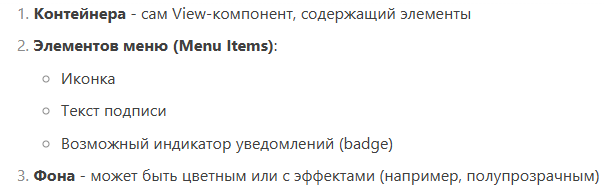 1. Контейнера - сам View-компонент, содержащий элементы
2. Элементов меню (Menu Items):
Иконка
Текст подписи
Возможный индикатор уведомлений (badge)
3. Фона - может быть цветным или с эффектами (например, полупрозрачным)